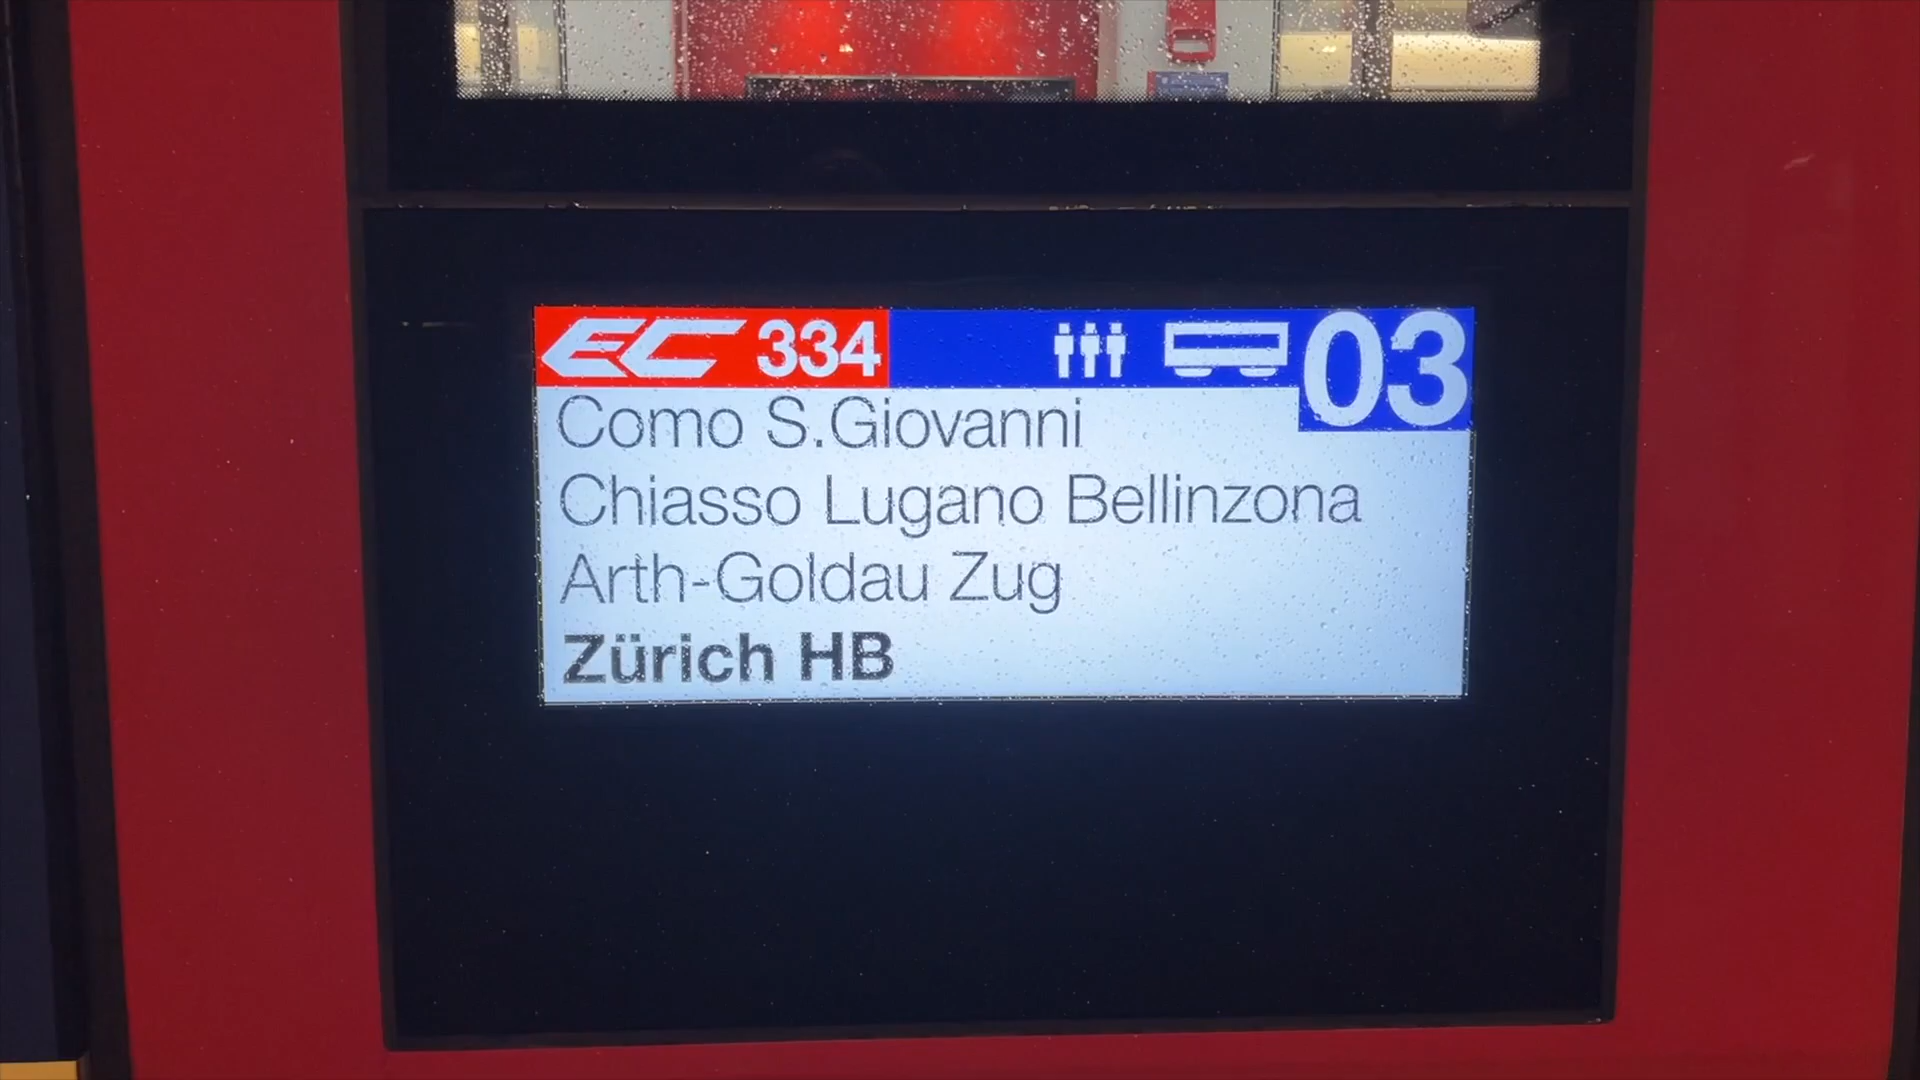 EC 334 03
Como S.Giovanni
Chiasso Lugano Bellinzona
Arth-Goldau Zug
Zürich HB